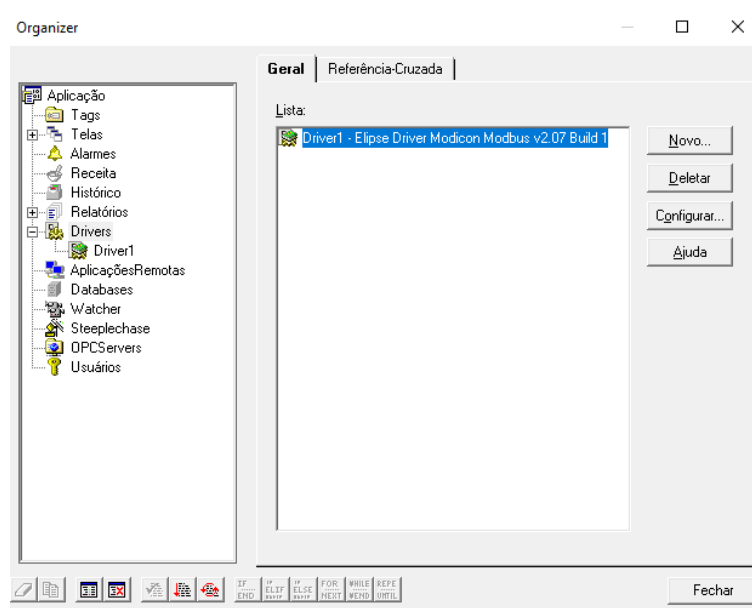 Organizer
Geral
Referência-Cruzada
Aplicação
Tags
Telas
Alarmes
Receita
Histórico
Relatórios
Drivers
Driver1
AplicaçõesRemotas
Databases
Watcher
Steeplechase
OPCServers
Usuários
Lista:
Driver1 - Elipse Driver Modicon Modbus v2.07 Build 1
Novo...
Deletar
Configurar...
Ajuda
IF
END
IF
ELIF
IF
ELSE
FOR
NEXT
WHILE
WEND
REPE
UNTIL
Fechar